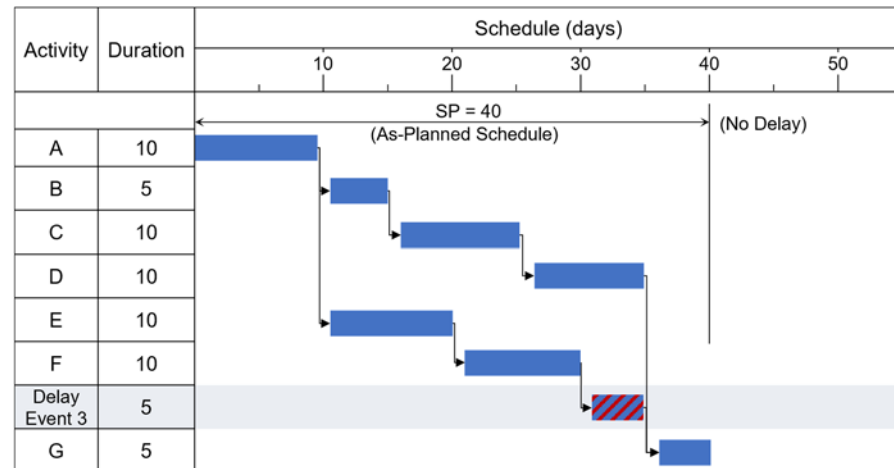 Activity Duration Schedule (days)
10 20 30 40 50
SP = 40
(As-Planned Schedule) (No Delay)
A 10
B 5
C 10
D 10
E 10
F 10
Delay
Event 3 5
G 5